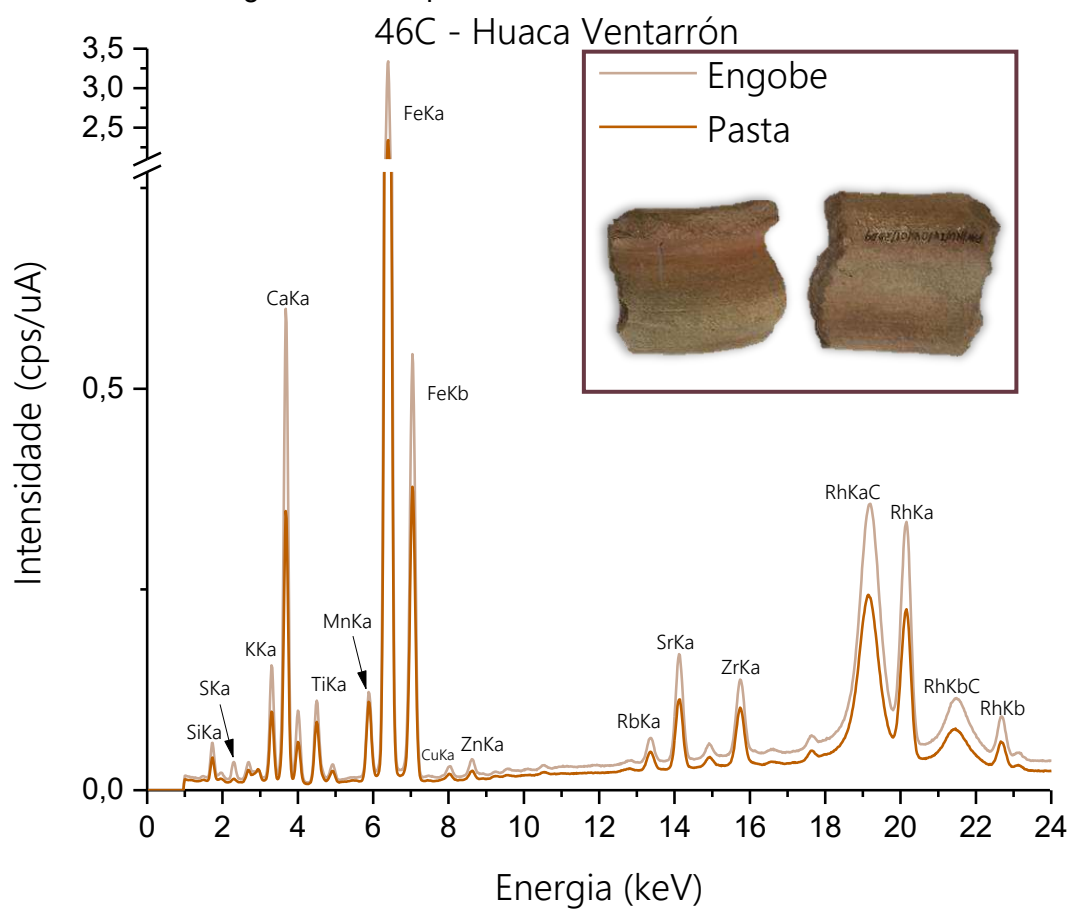 46C - Huaca Ventarrón
Engobe
Pasta
3,5
3,0
2,5
0,5
0,0
Intensidade (cps/uA)
FeKa
CaKa
FeKb
RhKaC
RhKa
MnKa
SrKa
KKa
ZrKa
SKa
TiKa
RhKbC
SiKa
RbKa
RhKb
CuKa
ZnKa
0 2 4 6 8 10 12 14 16 18 20 22 24
Energia (keV)